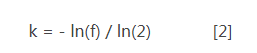 k = - ln(f) / ln(2) [2]